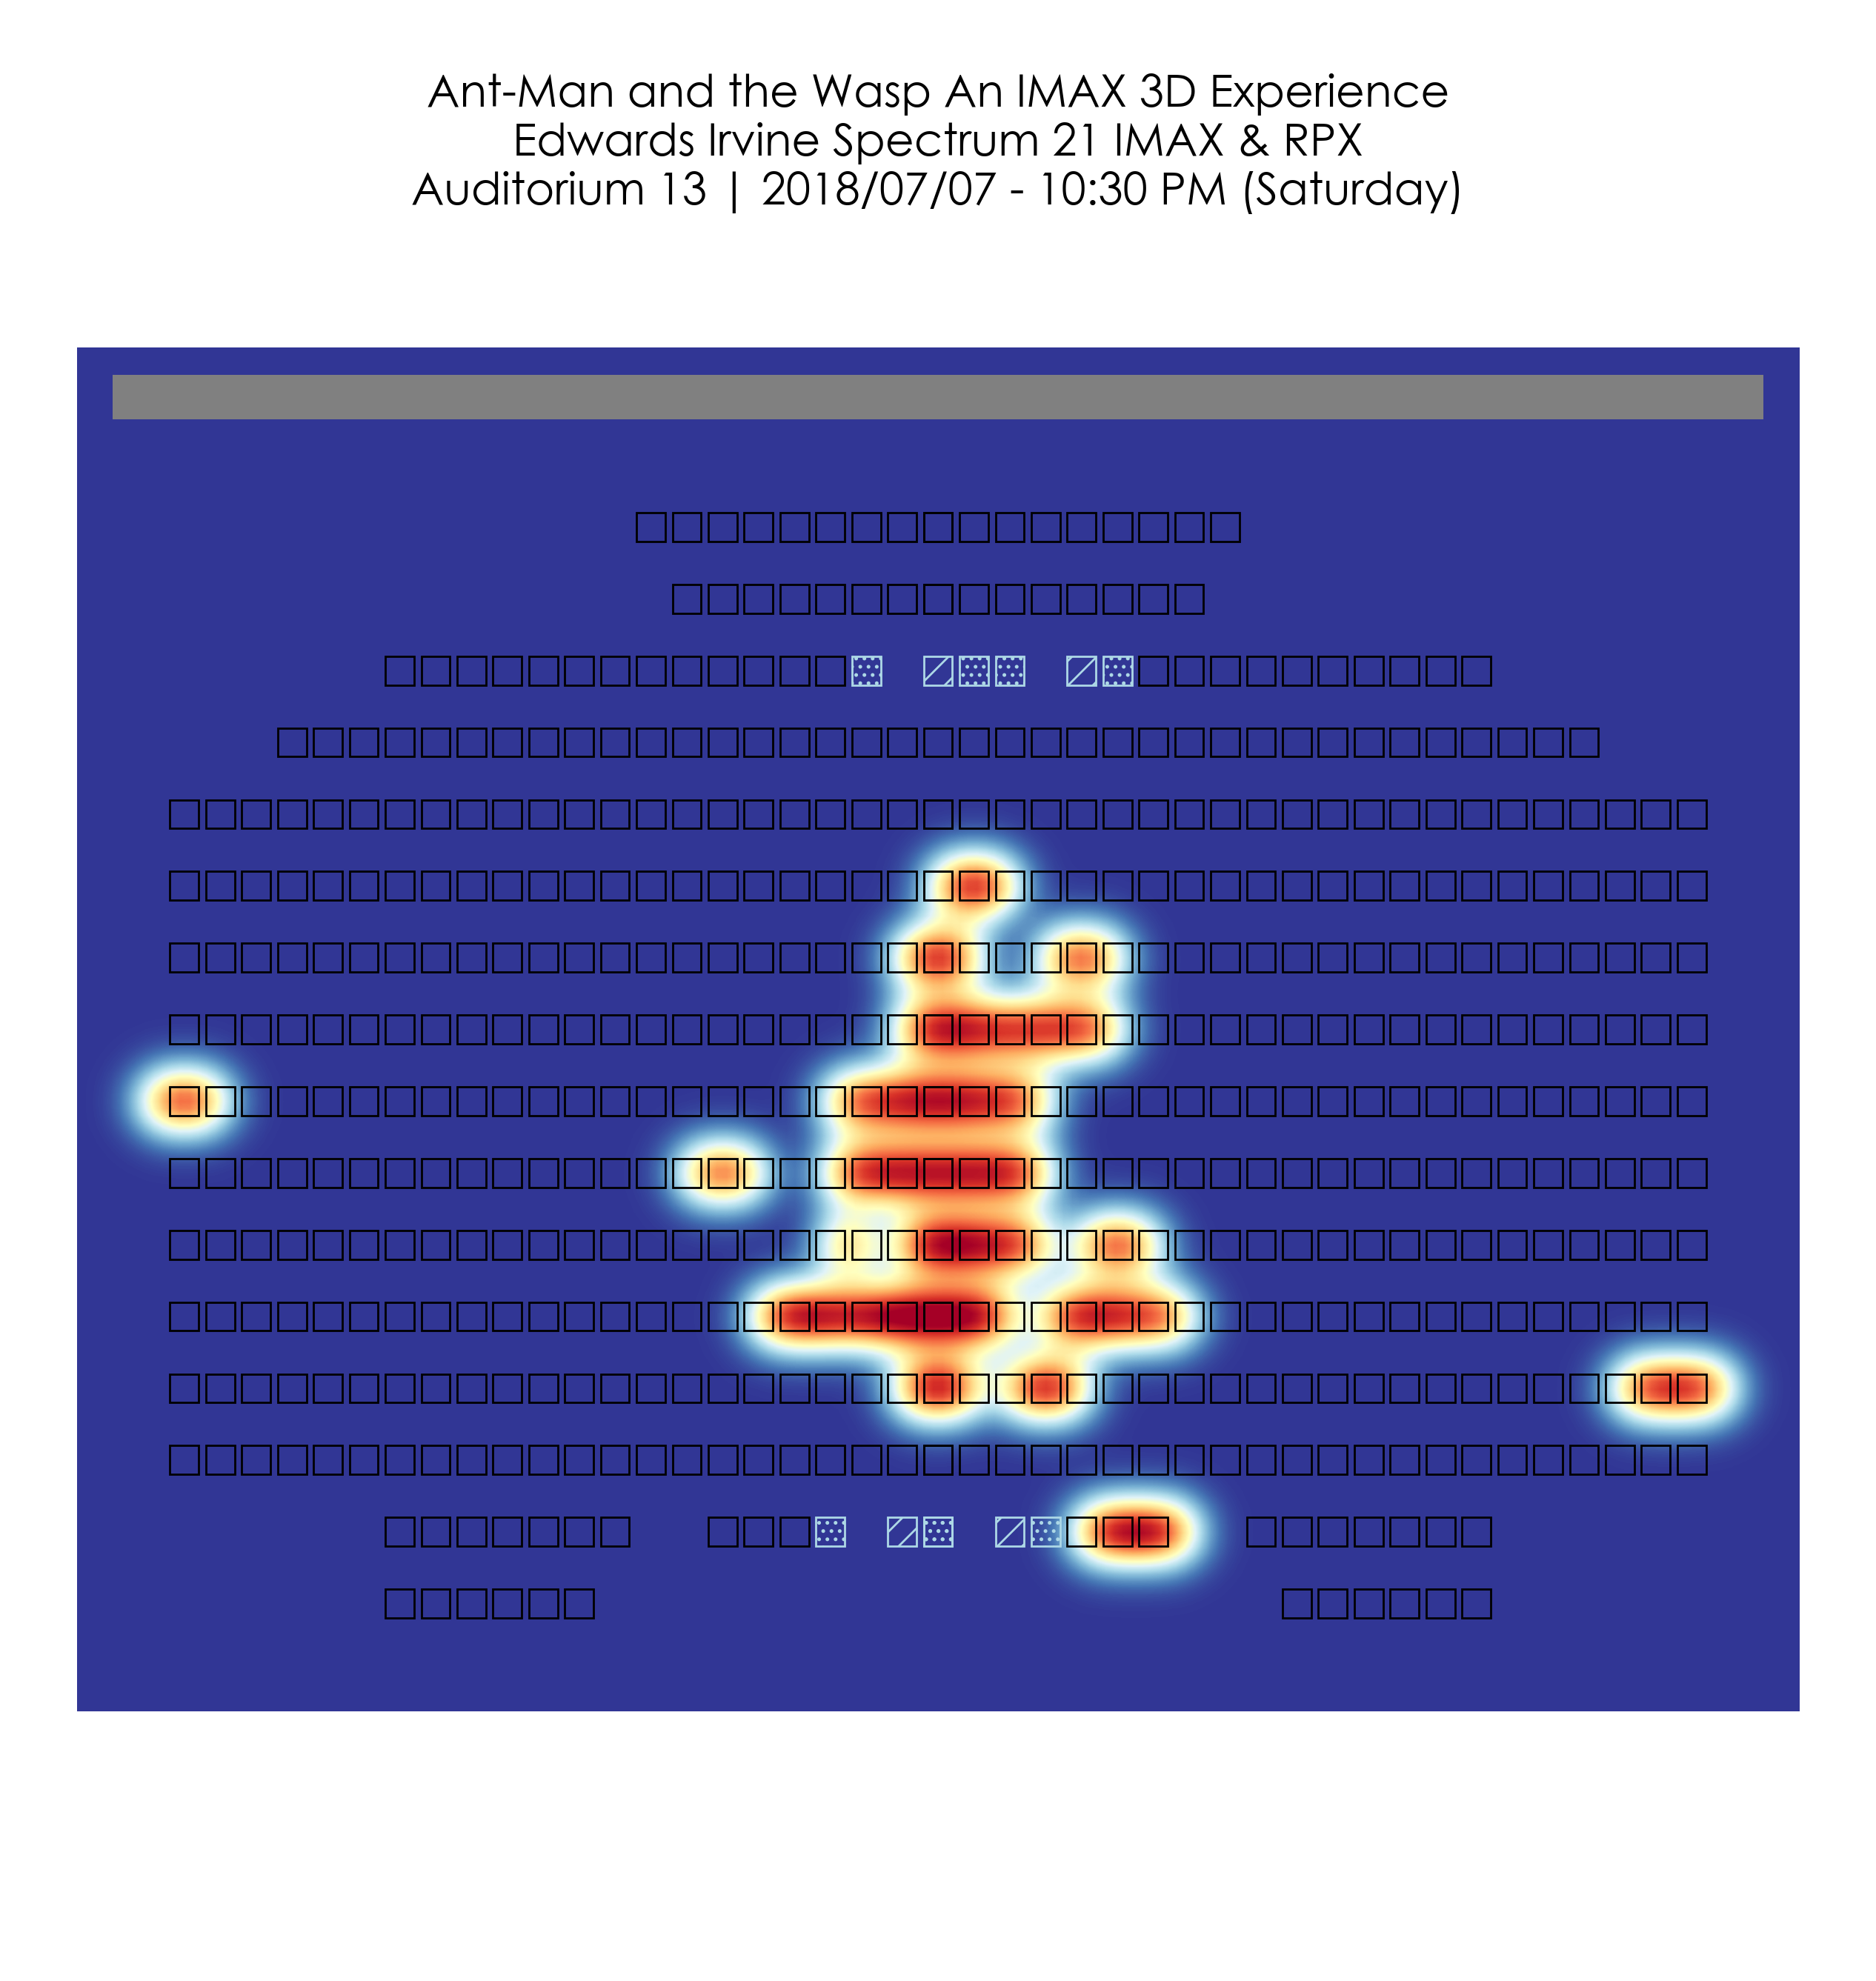 Ant-Man and the Wasp An IMAX 3D Experience
Edwards Irvine Spectrum 21 IMAX & RPX
Auditorium 13 | 2018/07/07 - 10:30 PM (Saturday)